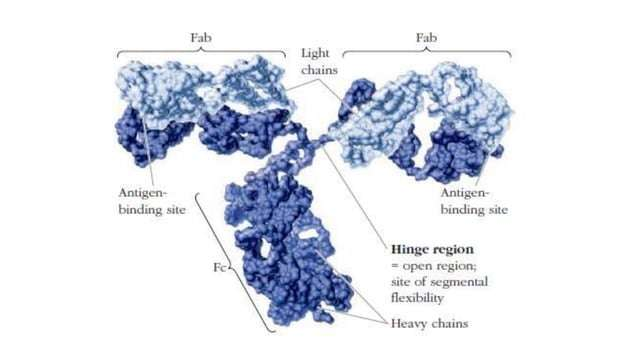 Fab
Fab
Light
chains
Antigen-
binding site
Antigen-
binding site
Hinge region
= open region;
site of segmental
flexibility
Fc
Heavy chains